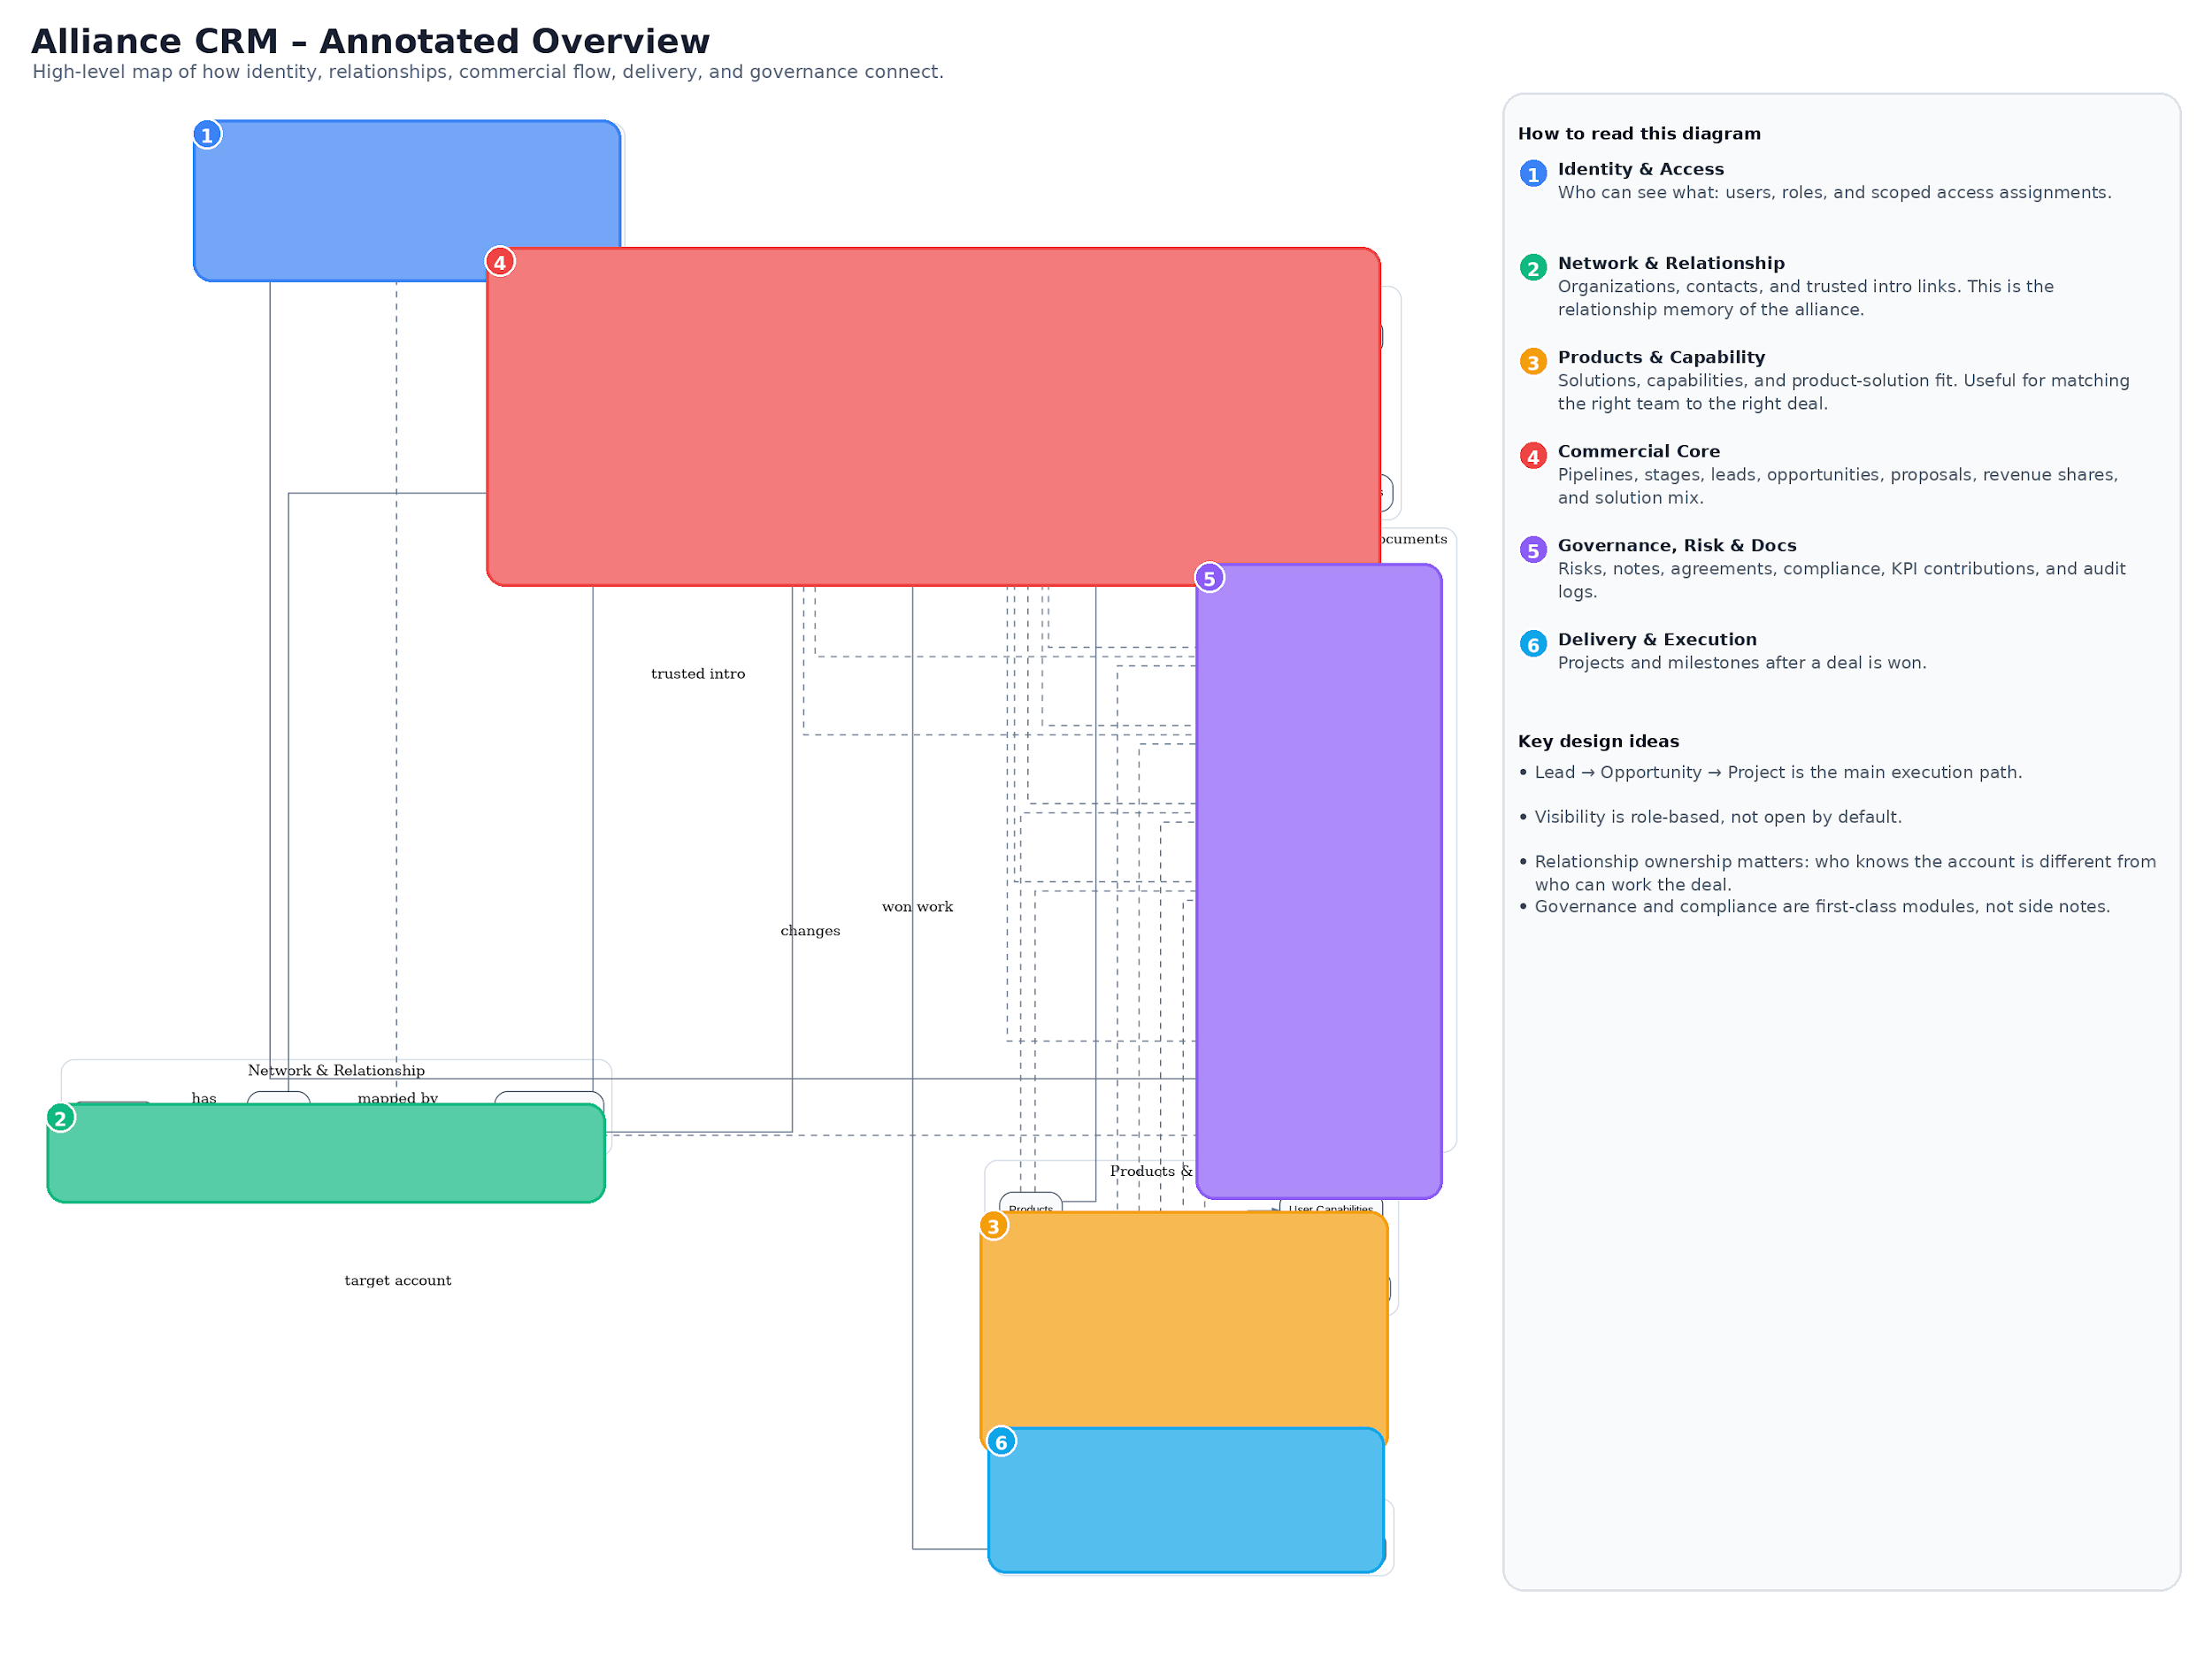 Alliance CRM – Annotated Overview
High-level map of how identity, relationships, commercial flow, delivery, and governance connect.
1
4
5
trusted intro
won work
changes
Network & Relationship
has
mapped by
2
Products &
Products
User Capabilities
3
target account
6
How to read this diagram
1 Identity & Access
Who can see what: users, roles, and scoped access assignments.
2 Network & Relationship
Organizations, contacts, and trusted intro links. This is the
relationship memory of the alliance.
3 Products & Capability
Solutions, capabilities, and product-solution fit. Useful for matching
the right team to the right deal.
4 Commercial Core
Pipelines, stages, leads, opportunities, proposals, revenue shares,
and solution mix.
5 Governance, Risk & Docs
Risks, notes, agreements, compliance, KPI contributions, and audit
logs.
6 Delivery & Execution
Projects and milestones after a deal is won.
Key design ideas
• Lead → Opportunity → Project is the main execution path.
• Visibility is role-based, not open by default.
• Relationship ownership matters: who knows the account is different from
who can work the deal.
• Governance and compliance are first-class modules, not side notes.